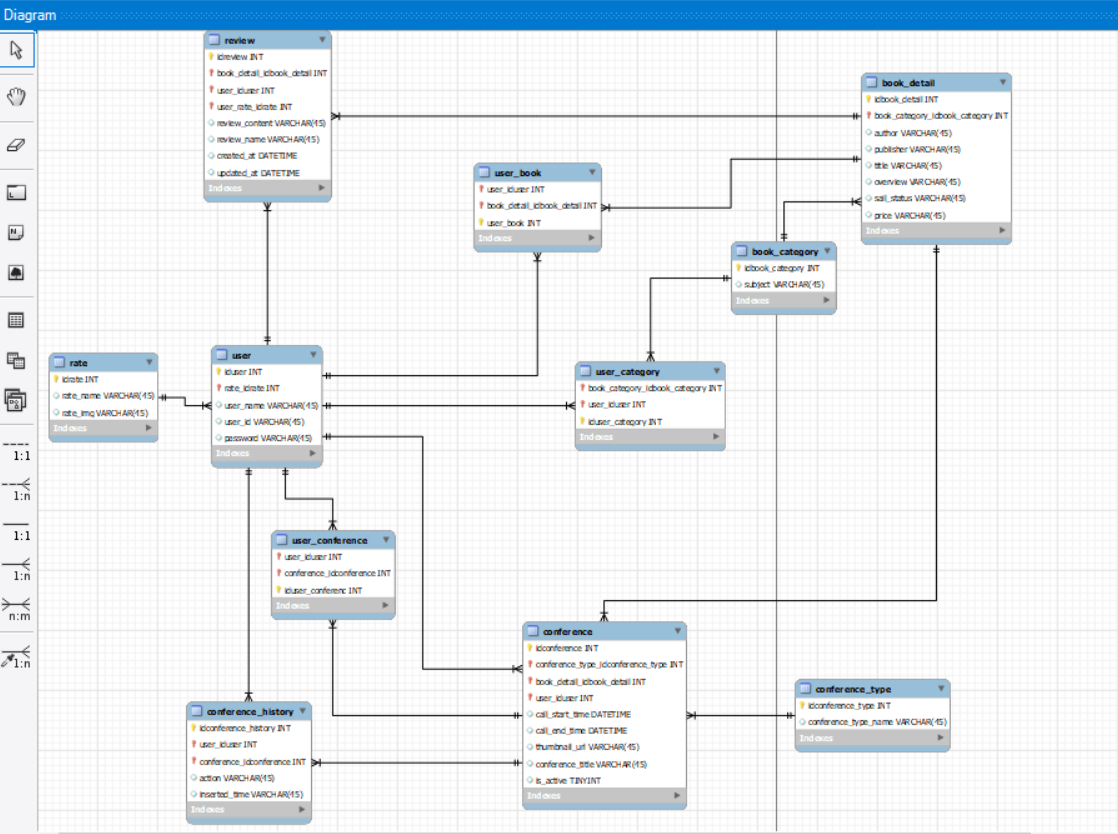 Diagram
review
idreview INT
book_detail_idbook_detail INT
user_iduser INT
user_rate_idrate INT
review_content VARCHAR(45)
review_name VARCHAR(45)
created_at DATETIME
updated_at DATETIME
Indexes
book_detail
idbook_detail INT
book_category_idbook_category INT
author VARCHAR(45)
publisher VARCHAR(45)
title VARCHAR(45)
overview VARCHAR(45)
sail_status VARCHAR(45)
price VARCHAR(45)
Indexes
user_book
user_iduser INT
book_detail_idbook_detail INT
user_book INT
Indexes
book_category
idbook_category INT
subject VARCHAR(45)
Indexes
rate
idrate INT
rate_name VARCHAR(45)
rate_img VARCHAR(45)
Indexes
user
iduser INT
rate_idrate INT
user_name VARCHAR(45)
user_id VARCHAR(45)
password VARCHAR(45)
Indexes
user_category
book_category_idbook_category INT
user_iduser INT
iduser_category INT
Indexes
1:1
1:n
1:1
1:n
n:m
1:n
user_conference
user_iduser INT
conference_idconference INT
iduser_conferenc INT
Indexes
conference
idconference INT
conference_type_idconference_type INT
book_detail_idbook_detail INT
user_iduser INT
call_start_time DATETIME
call_end_time DATETIME
thumbnail_url VARCHAR(45)
conference_title VARCHAR(45)
is_active TINYINT
Indexes
conference_type
idconference_type INT
conference_type_name VARCHAR(45)
Indexes
conference_history
idconference_history INT
user_iduser INT
conference_idconference INT
action VARCHAR(45)
inserted_time VARCHAR(45)
Indexes